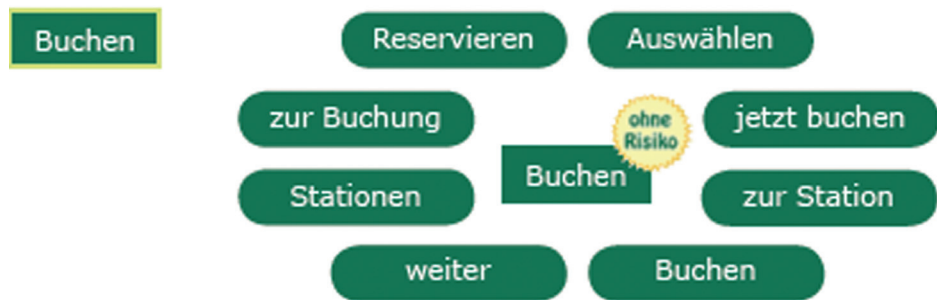 Buchen
Reservieren
Auswählen
zur Buchung
ohne
Risiko
jetzt buchen
Stationen
Buchen
zur Station
weiter
Buchen